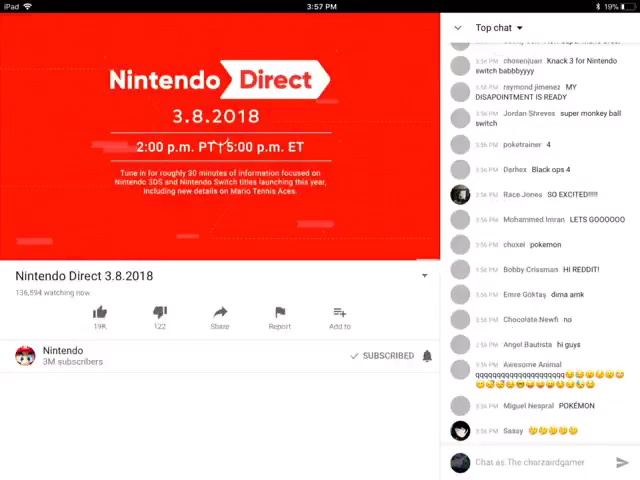 iPad
3:57 PM
19%
Nintendo Direct
3.8.2018
2:00 p.m. PT 5:00 p.m. ET
Tune in for roughly 30 minutes of information focused on
Nintendo 3DS and Nintendo Switch titles launching this year,
including new details on Mario Tennis Aces.
Nintendo Direct 3.8.2018
136,594 watching now
19K
122
Share
Report
Add to
Nintendo
3M subscribers
SUBSCRIBED
Top chat
3:56 PM chosenjuan Knack 3 for Nintendo
switch babbbyyyy
3:56 PM raymond jimenez MY
DISAPOINTMENT IS READY
3:56 PM Jordan Shreves super monkey ball
switch
3:56 PM poketrainer 4
3:56 PM Darhex Black ops 4
3:56 PM Race Jones SO EXCITED!!!!!
3:56 PM Mohammed Imran LETS GOOOOOO
3:56 PM chuxel pokemon
3:56 PM Bobby Crissman HI REDDIT!
3:56 PM Emre Göktaş dima amk
3:56 PM Chocolate Newfi no
3:56 PM Angel Bautista hi guys
3:56 PM Awesome Animal
qqqqqqqqqqqqqqqqqqqq
3:56 PM Miguel Nespral POKÉMON
3:56 PM Sassy
Chat as The charzairdgamer